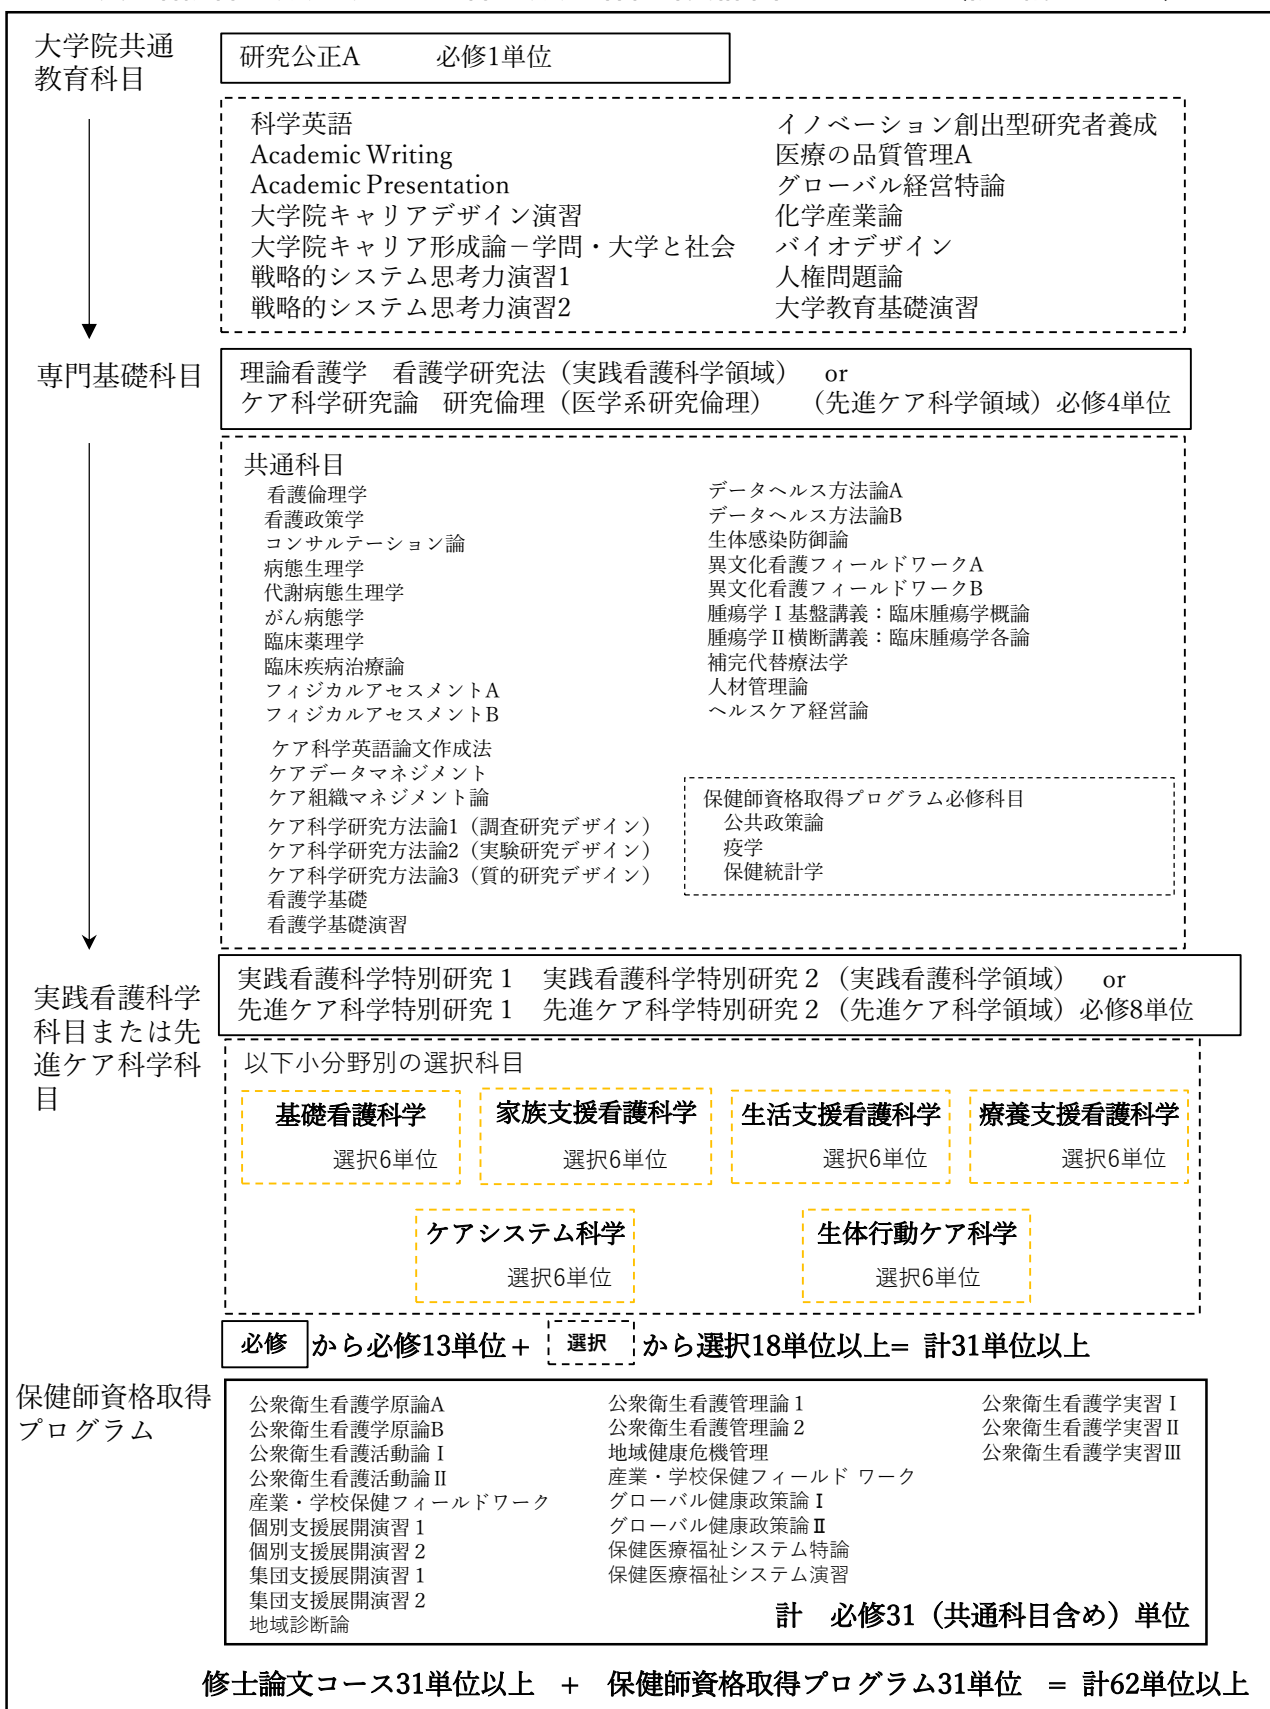 大学院共通
教育科目
研究公正A 必修1単位
科学英語
Academic Writing
Academic Presentation
大学院キャリアデザイン演習
大学院キャリア形成論－学問・大学と社会
戦略的システム思考力演習1
戦略的システム思考力演習2
イノベーション創出型研究者養成
医療の品質管理A
グローバル経営特論
化学産業論
バイオデザイン
人権問題論
大学教育基礎演習
専門基礎科目
理論看護学 看護学研究法（実践看護科学領域） or
ケア科学研究論 研究倫理（医学系研究倫理） （先進ケア科学領域）必修4単位
共通科目
看護倫理学
看護政策学
コンサルテーション論
病態生理学
代謝病態生理学
がん病態学
臨床薬理学
臨床疾病治療論
フィジカルアセスメントA
フィジカルアセスメントB
ケア科学英語論文作成法
ケアデータマネジメント
ケア組織マネジメント論
ケア科学研究方法論1（調査研究デザイン）
ケア科学研究方法論2（実験研究デザイン）
ケア科学研究方法論3（質的研究デザイン）
看護学基礎
看護学基礎演習
データヘルス方法論A
データヘルス方法論B
生体感染防御論
異文化看護フィールドワークA
異文化看護フィールドワークB
腫瘍学Ⅰ基盤講義：臨床腫瘍学概論
腫瘍学Ⅱ横断講義：臨床腫瘍学各論
補完代替療法学
人材管理論
ヘルスケア経営論
保健師資格取得プログラム必修科目
公共政策論
疫学
保健統計学
実践看護科学
科目または先
進ケア科学科
目
実践看護科学特別研究１ 実践看護科学特別研究２（実践看護科学領域） or
先進ケア科学特別研究１ 先進ケア科学特別研究２（先進ケア科学領域）必修8単位
以下小分野別の選択科目
基礎看護科学
選択6単位
家族支援看護科学
選択6単位
生活支援看護科学
選択6単位
療養支援看護科学
選択6単位
ケアシステム科学
選択6単位
生体行動ケア科学
選択6単位
必修 から必修13単位＋ 選択 から選択18単位以上＝ 計31単位以上
保健師資格取得
プログラム
公衆衛生看護学原論A
公衆衛生看護学原論B
公衆衛生看護活動論Ⅰ
公衆衛生看護活動論Ⅱ
産業・学校保健フィールドワーク
個別支援展開演習１
個別支援展開演習２
集団支援展開演習１
集団支援展開演習２
地域診断論
公衆衛生看護管理論１
公衆衛生看護管理論２
地域健康危機管理
産業・学校保健フィールド ワーク
グローバル健康政策論Ⅰ
グローバル健康政策論Ⅱ
保健医療福祉システム特論
保健医療福祉システム演習
公衆衛生看護学実習Ⅰ
公衆衛生看護学実習Ⅱ
公衆衛生看護学実習Ⅲ
計 必修31（共通科目含め）単位
修士論文コース31単位以上 ＋ 保健師資格取得プログラム31単位 ＝ 計62単位以上